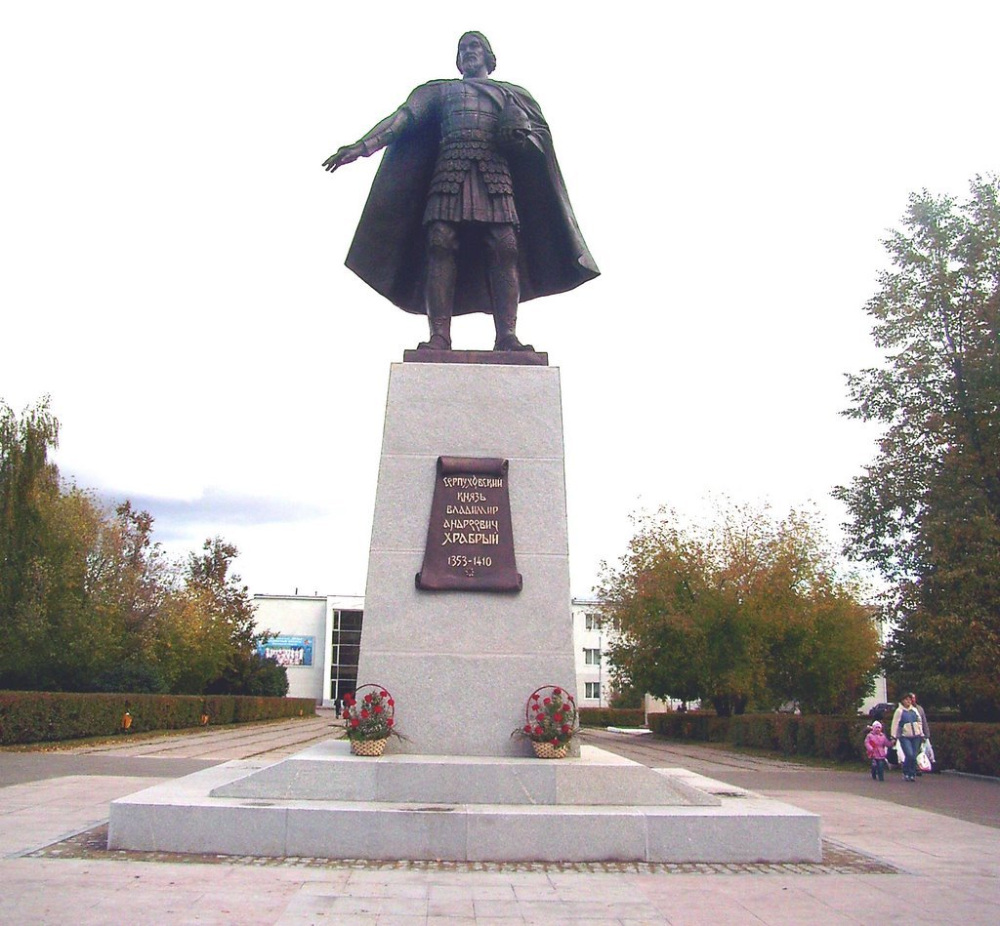 СЕРПУХОВСКИЙ
КНЯЗЬ
ВЛАДИМИР
АНДРЕЕВИЧ
ХРАБРЫЙ
1353-1410